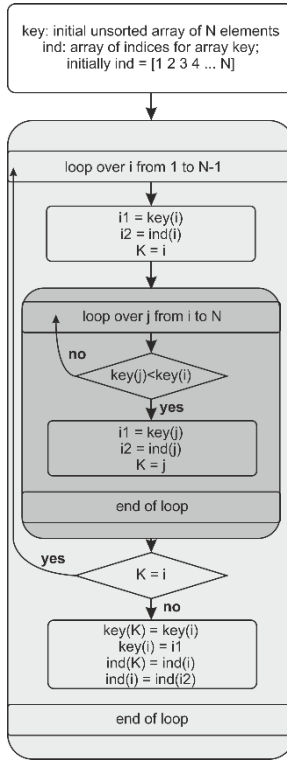 key: initial unsorted array of N elements
ind: array of indices for array key;
initially ind = [1 2 3 4 ... N]
loop over i from 1 to N-1
i1 = key(i)
i2 = ind(i)
K = i
loop over j from i to N
no
key(j)<key(i)
yes
i1 = key(j)
i2 = ind(j)
K = j
end of loop
yes
K = i
no
key(K) = key(i)
key(i) = i1
ind(K) = ind(i)
ind(i) = ind(i2)
end of loop